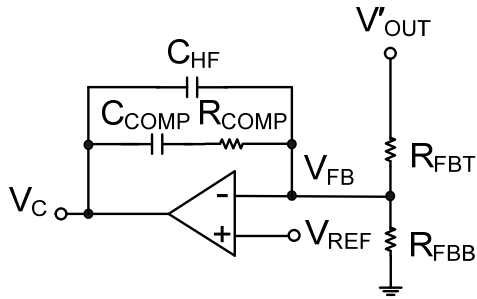 V'OUT
CHF
CCOMP RCOMP
RFBT
VFB
VC
-
+
VREF
RFBB